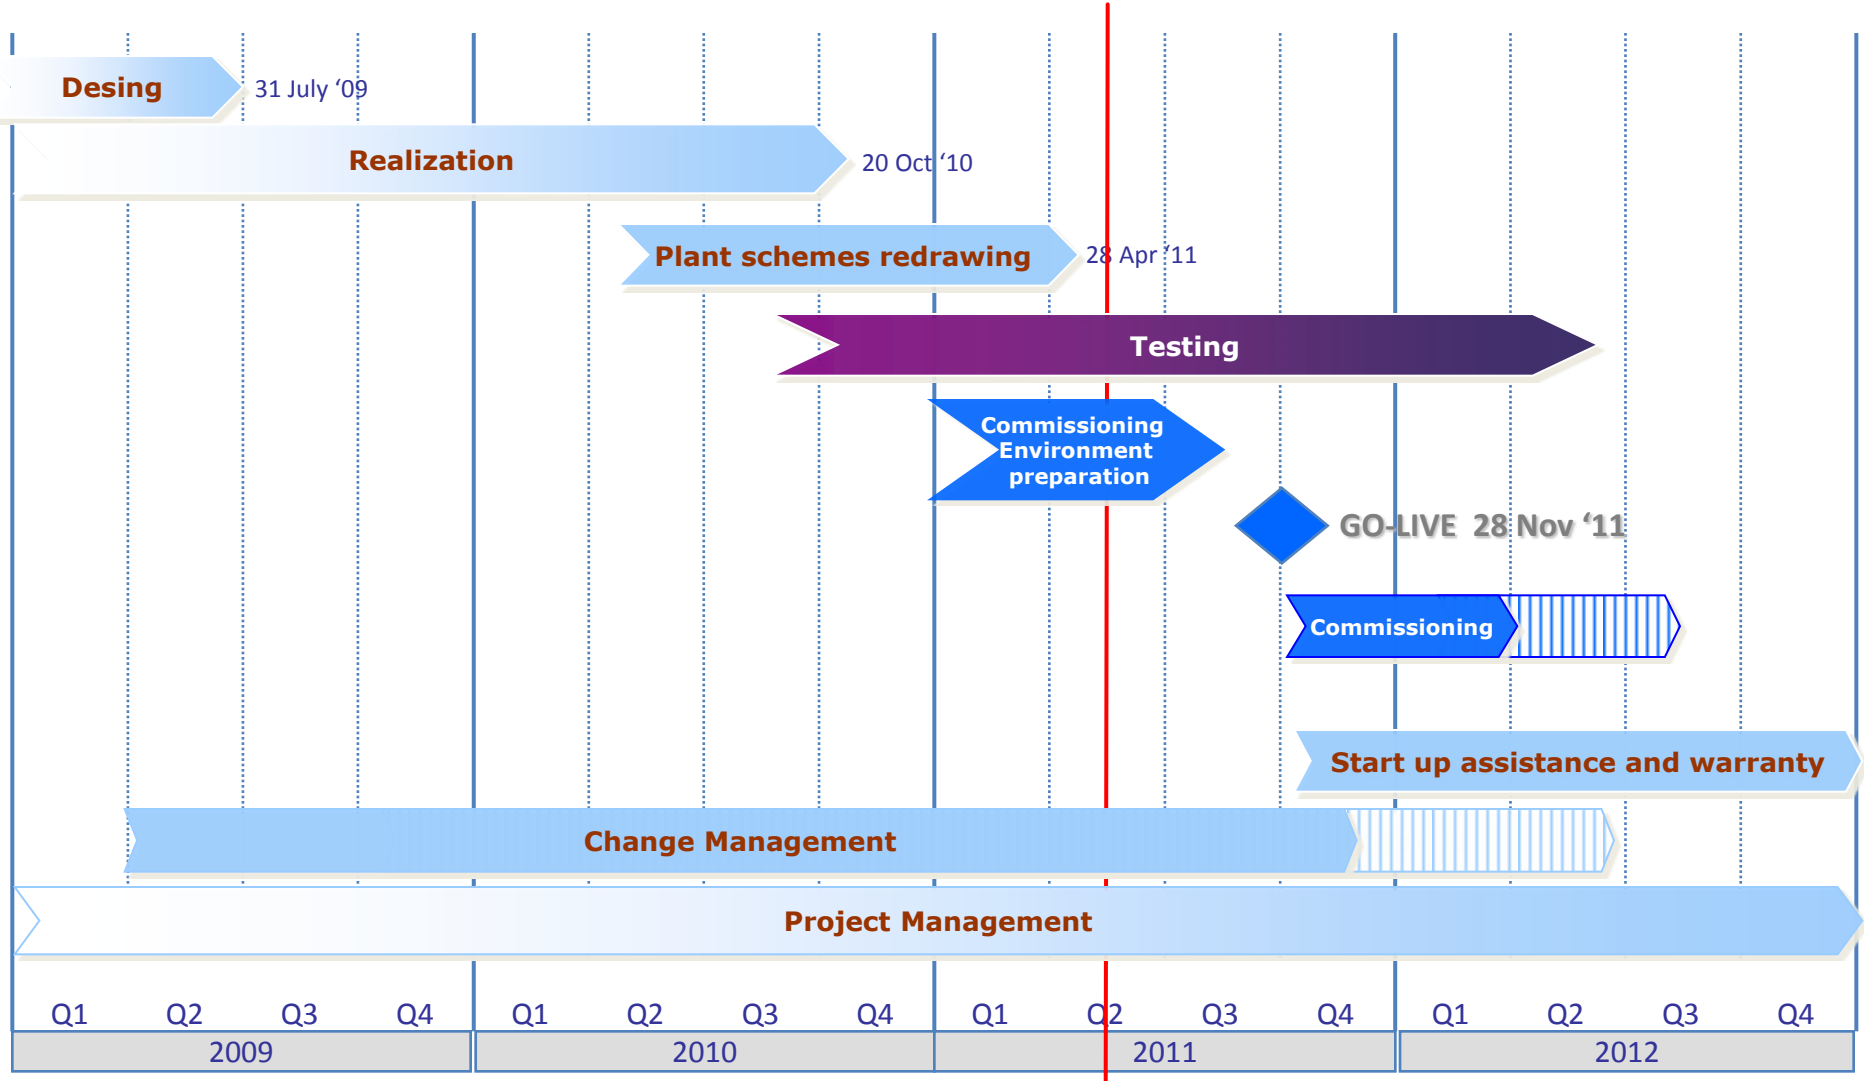 Desing
31 July ‘09
Realization
20 Oct ‘10
Plant schemes redrawing
28 Apr ‘11
Testing
Commissioning
Environment
preparation
GO-LIVE  28 Nov ‘11
Commissioning
Start up assistance and warranty
Change Management
Project Management
Q1 Q2 Q3 Q4 Q1 Q2 Q3 Q4 Q1 Q2 Q3 Q4 Q1 Q2 Q3 Q4
2009 2010 2011 2012